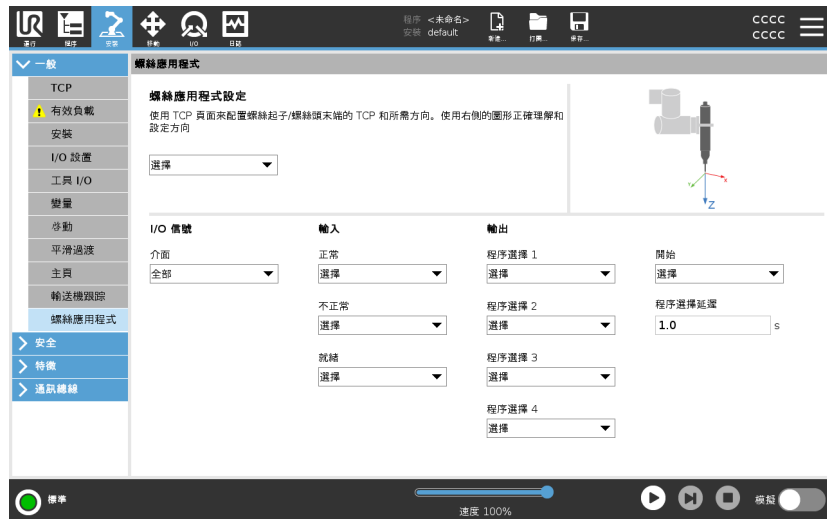 UR
運行
程序
安裝
移動
I/O
日誌
程序 <未命名>
安裝 default
新建...
打開...
保存...
cccc
cccc
一般
TCP
有效負載
安裝
I/O 設置
工具 I/O
變量
啓動
平滑過渡
主頁
輸送機跟踪
螺絲應用程式
安全
特徵
通訊總線
螺絲應用程式
螺絲應用程式設定
使用 TCP 頁面來配置螺絲起子/螺絲頭末端的 TCP 和所需方向。使用右側的圖形正確理解和
設定方向
選擇
Y
X
Z
I/O 信號
輸入
輸出
介面
全部
正常
選擇
不正常
選擇
就緒
選擇
程序選擇 1
選擇
程序選擇 2
選擇
程序選擇 3
選擇
程序選擇 4
選擇
開始
選擇
程序選擇延遲
1.0 s
標準
速度 100%
模擬